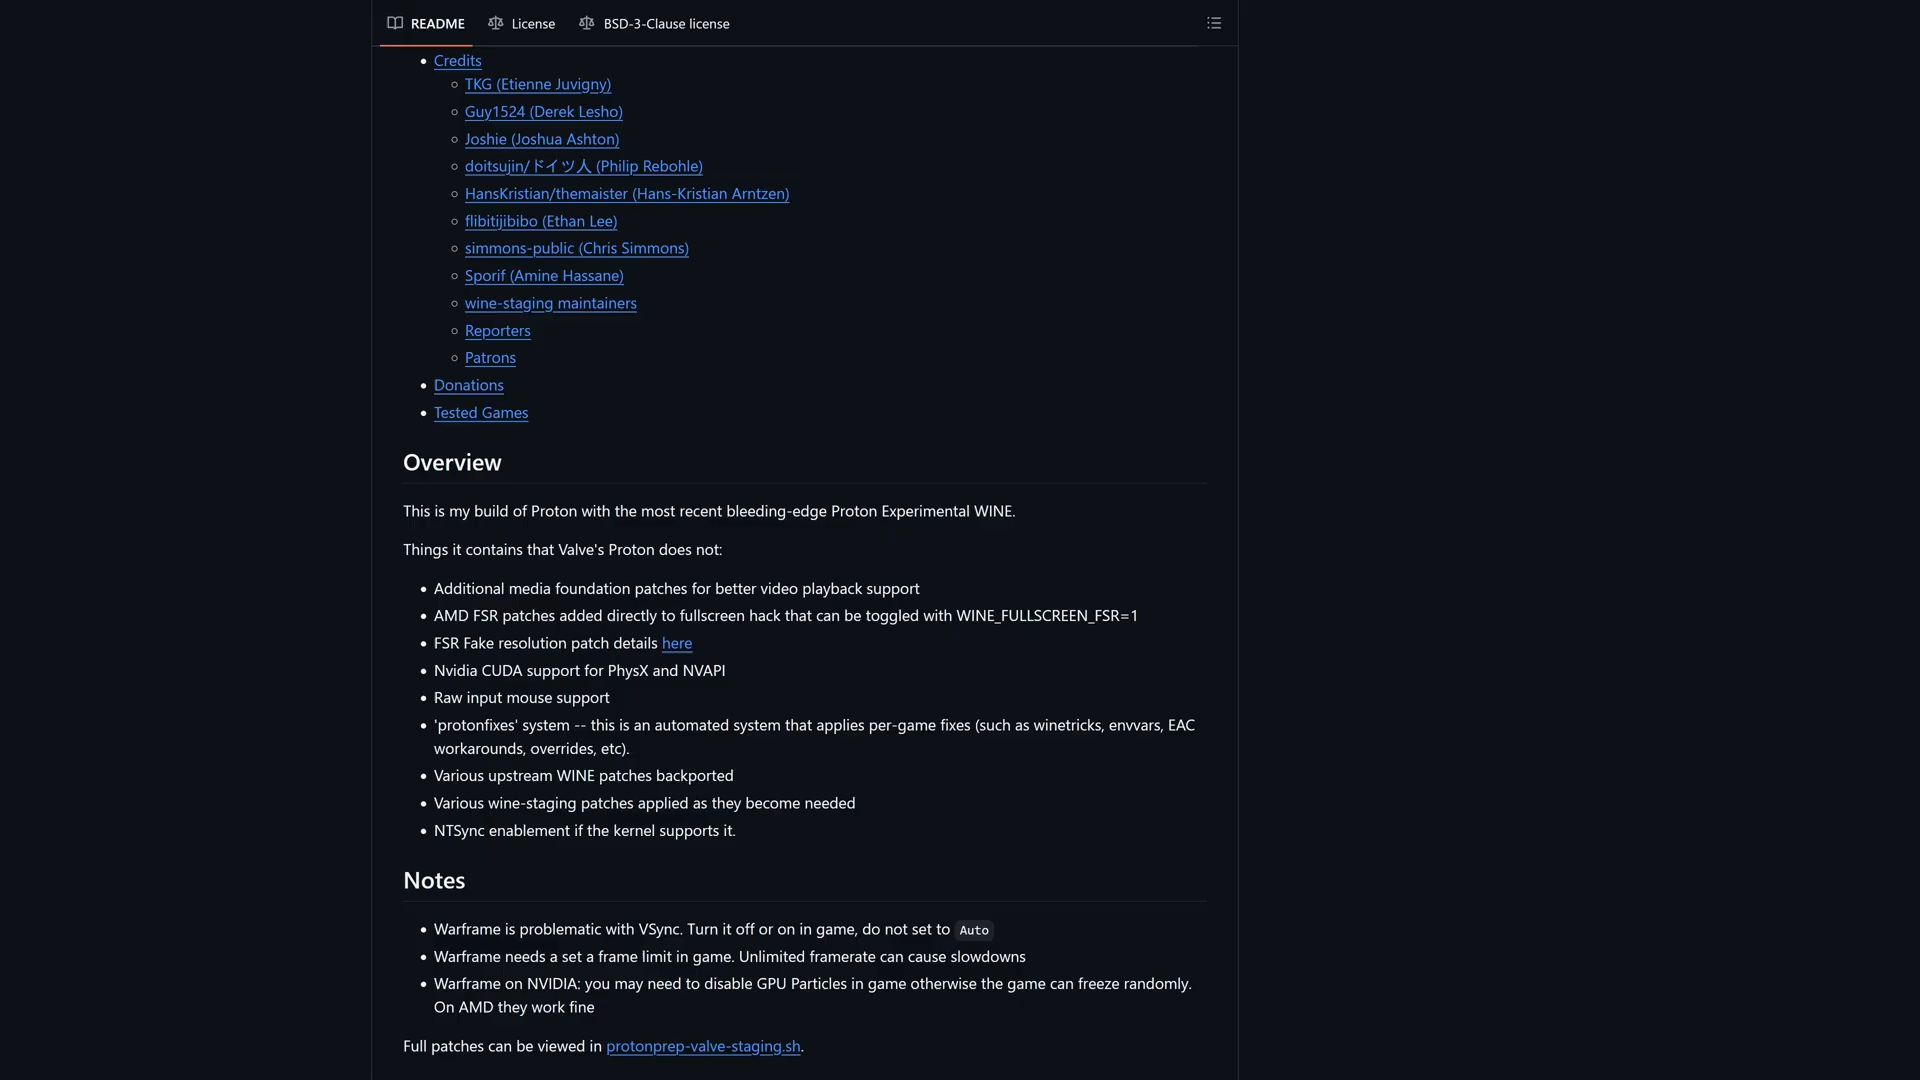 README
License
BSD-3-Clause license
Credits
TKG (Etienne Juvigny)
Guy1524 (Derek Lesho)
Joshie (Joshua Ashton)
doitsujin/ドイツ人 (Philip Rebohle)
HansKristian/themaister (Hans-Kristian Arntzen)
flibitijibibo (Ethan Lee)
simmons-public (Chris Simmons)
Sporif (Amine Hassane)
wine-staging maintainers
Reporters
Patrons
Donations
Tested Games
Overview
This is my build of Proton with the most recent bleeding-edge Proton Experimental WINE.
Things it contains that Valve's Proton does not:
Additional media foundation patches for better video playback support
AMD FSR patches added directly to fullscreen hack that can be toggled with WINE_FULLSCREEN_FSR=1
FSR Fake resolution patch details here
Nvidia CUDA support for PhysX and NVAPI
Raw input mouse support
'protonfixes' system -- this is an automated system that applies per-game fixes (such as winetricks, envvars, EAC
workarounds, overrides, etc).
Various upstream WINE patches backported
Various wine-staging patches applied as they become needed
NTSync enablement if the kernel supports it.
Notes
Warframe is problematic with VSync. Turn it off or on in game, do not set to Auto
Warframe needs a set a frame limit in game. Unlimited framerate can cause slowdowns
Warframe on NVIDIA: you may need to disable GPU Particles in game otherwise the game can freeze randomly.
On AMD they work fine
Full patches can be viewed in protonprep-valve-staging.sh.